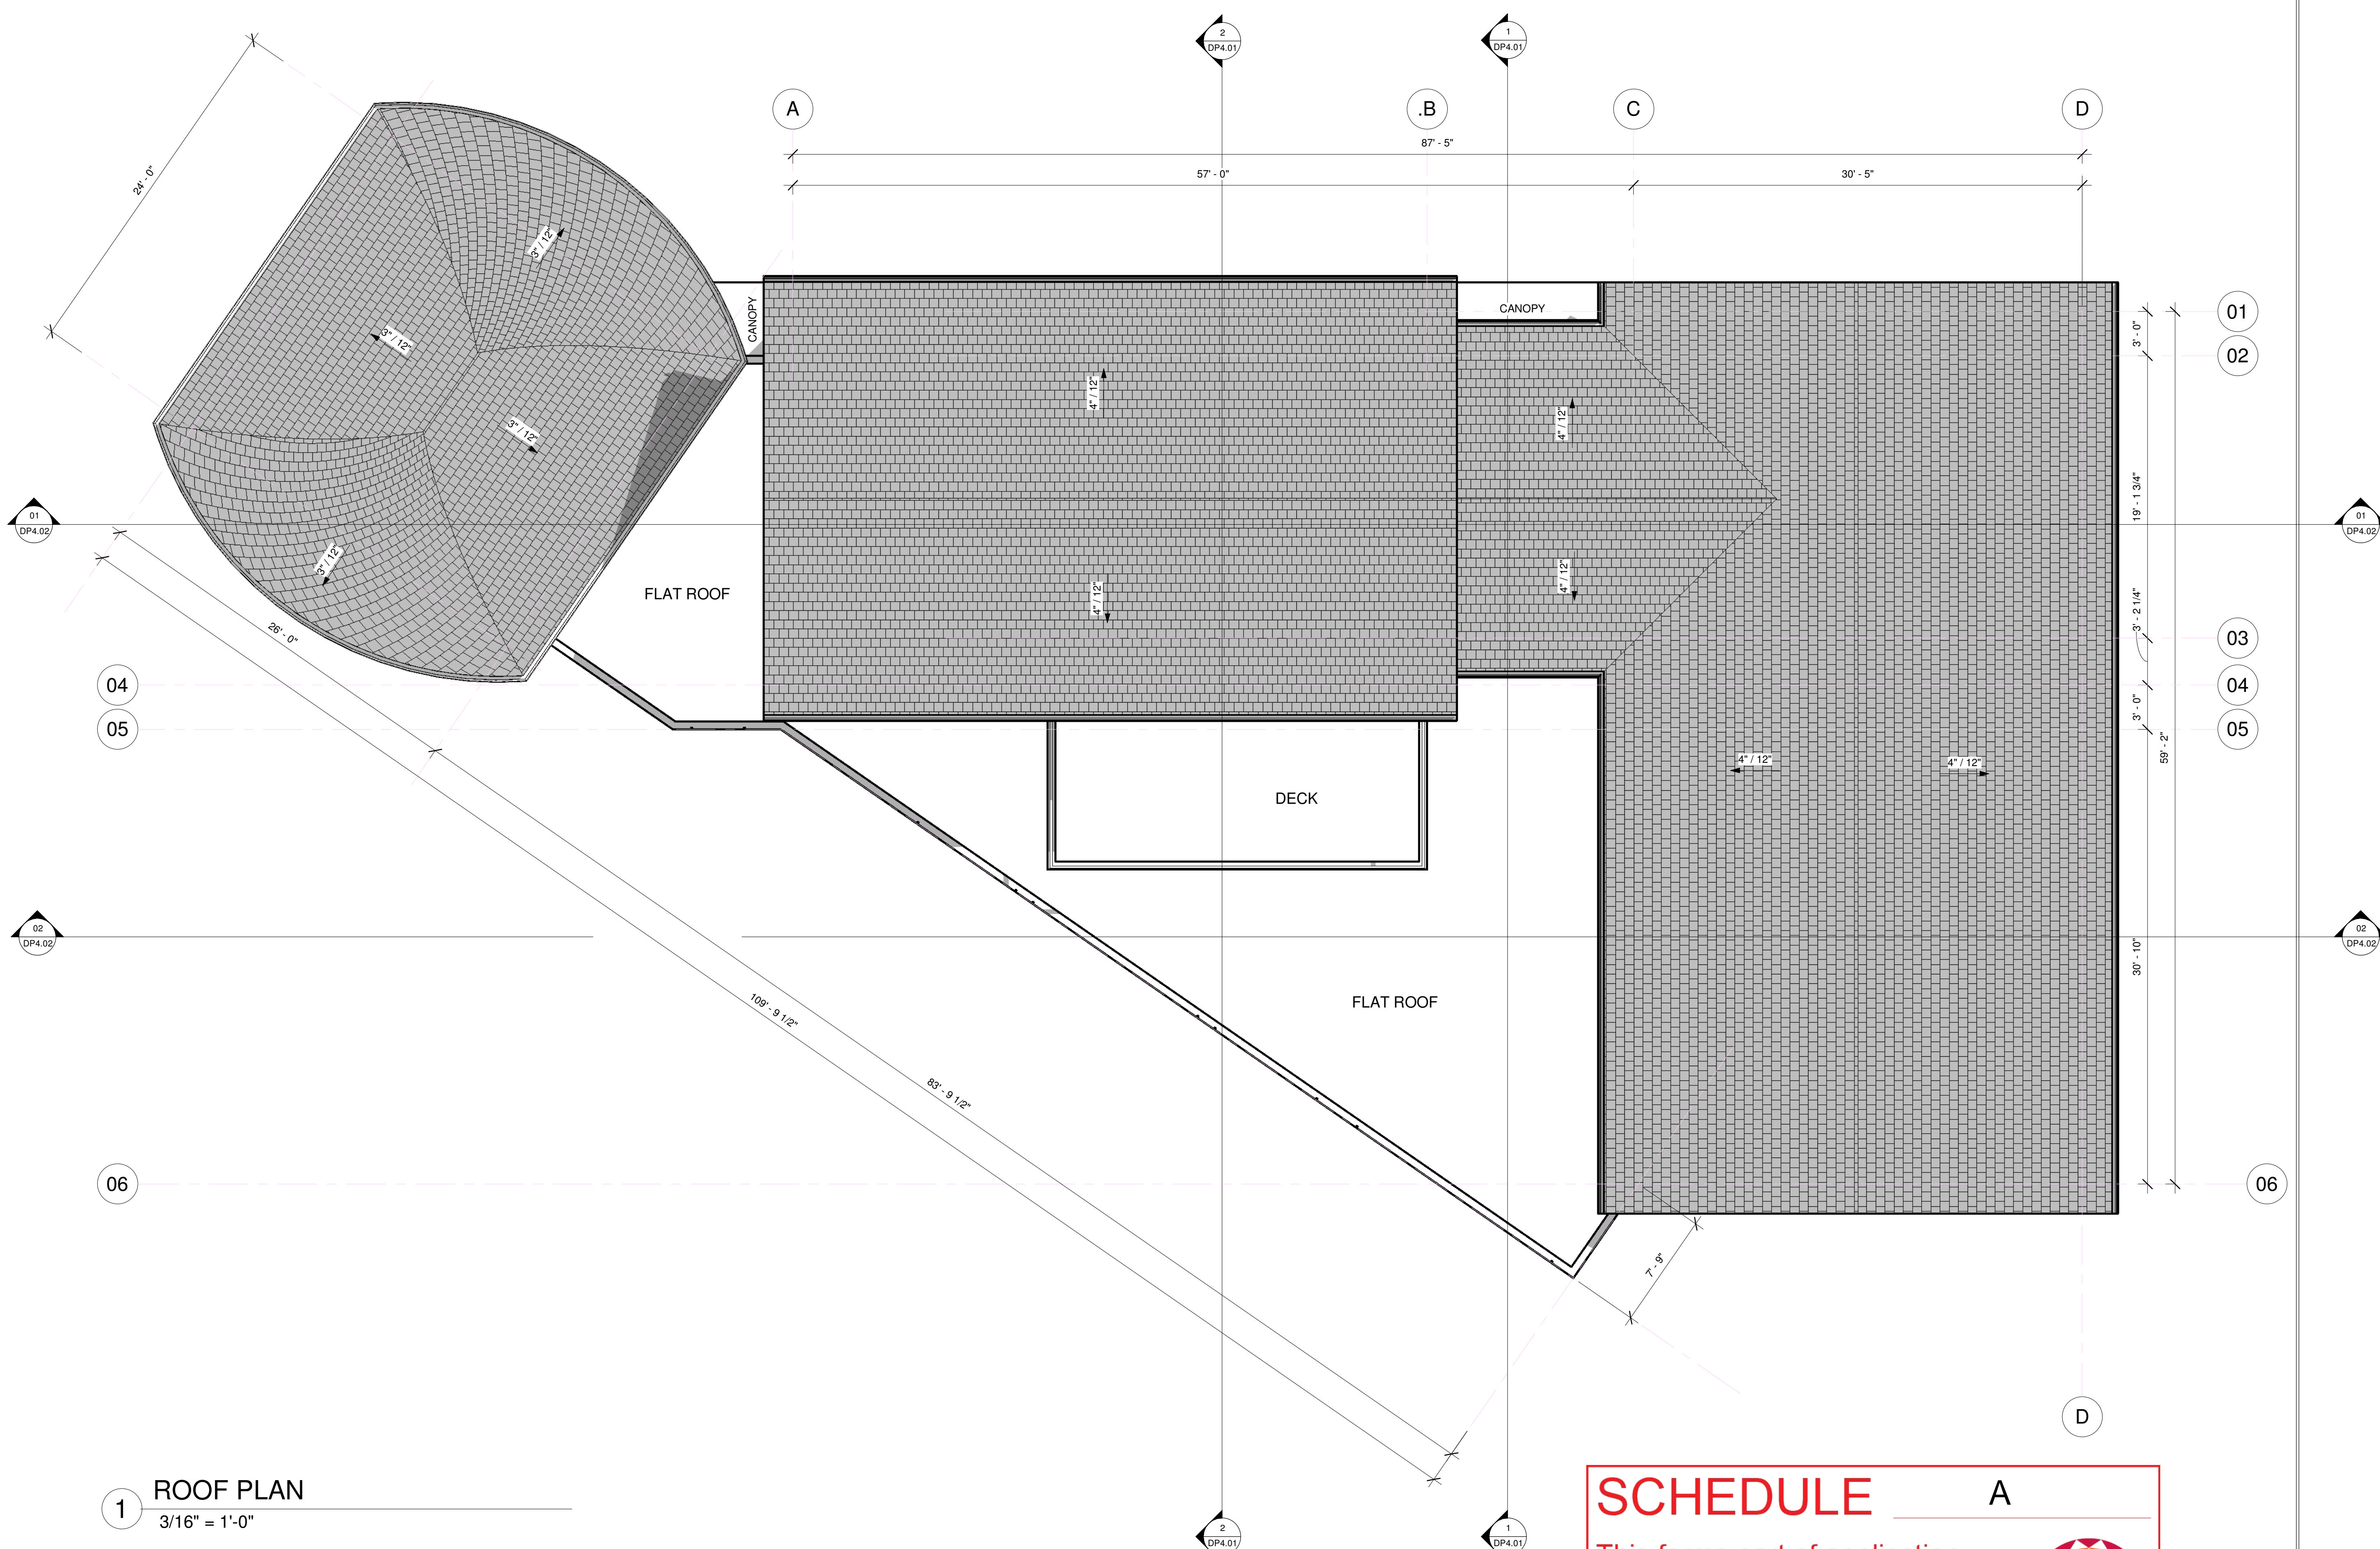 2
DP4.01
1
DP4.01
A
.B
C
D
87' - 5"
57' - 0"
30' - 5"
24' - 0"
3" / 12"
3" / 12"
3" / 12"
3" / 12"
CANOPY
CANOPY
01
3' - 0"
02
4" / 12"
4" / 12"
19' - 1 3/4"
01
DP4.02
01
DP4.02
FLAT ROOF
4" / 12"
4" / 12"
3' - 2 1/4"
03
26' - 0"
04
04
3' - 0"
05
05
59' - 2"
4" / 12"
4" / 12"
DECK
02
DP4.02
02
DP4.02
30' - 10"
109' - 9 1/2"
FLAT ROOF
83' - 9 1/2"
06
06
7' - 9"
D
1
ROOF PLAN
3/16" = 1'-0"
2
DP4.01
1
DP4.01
SCHEDULE A